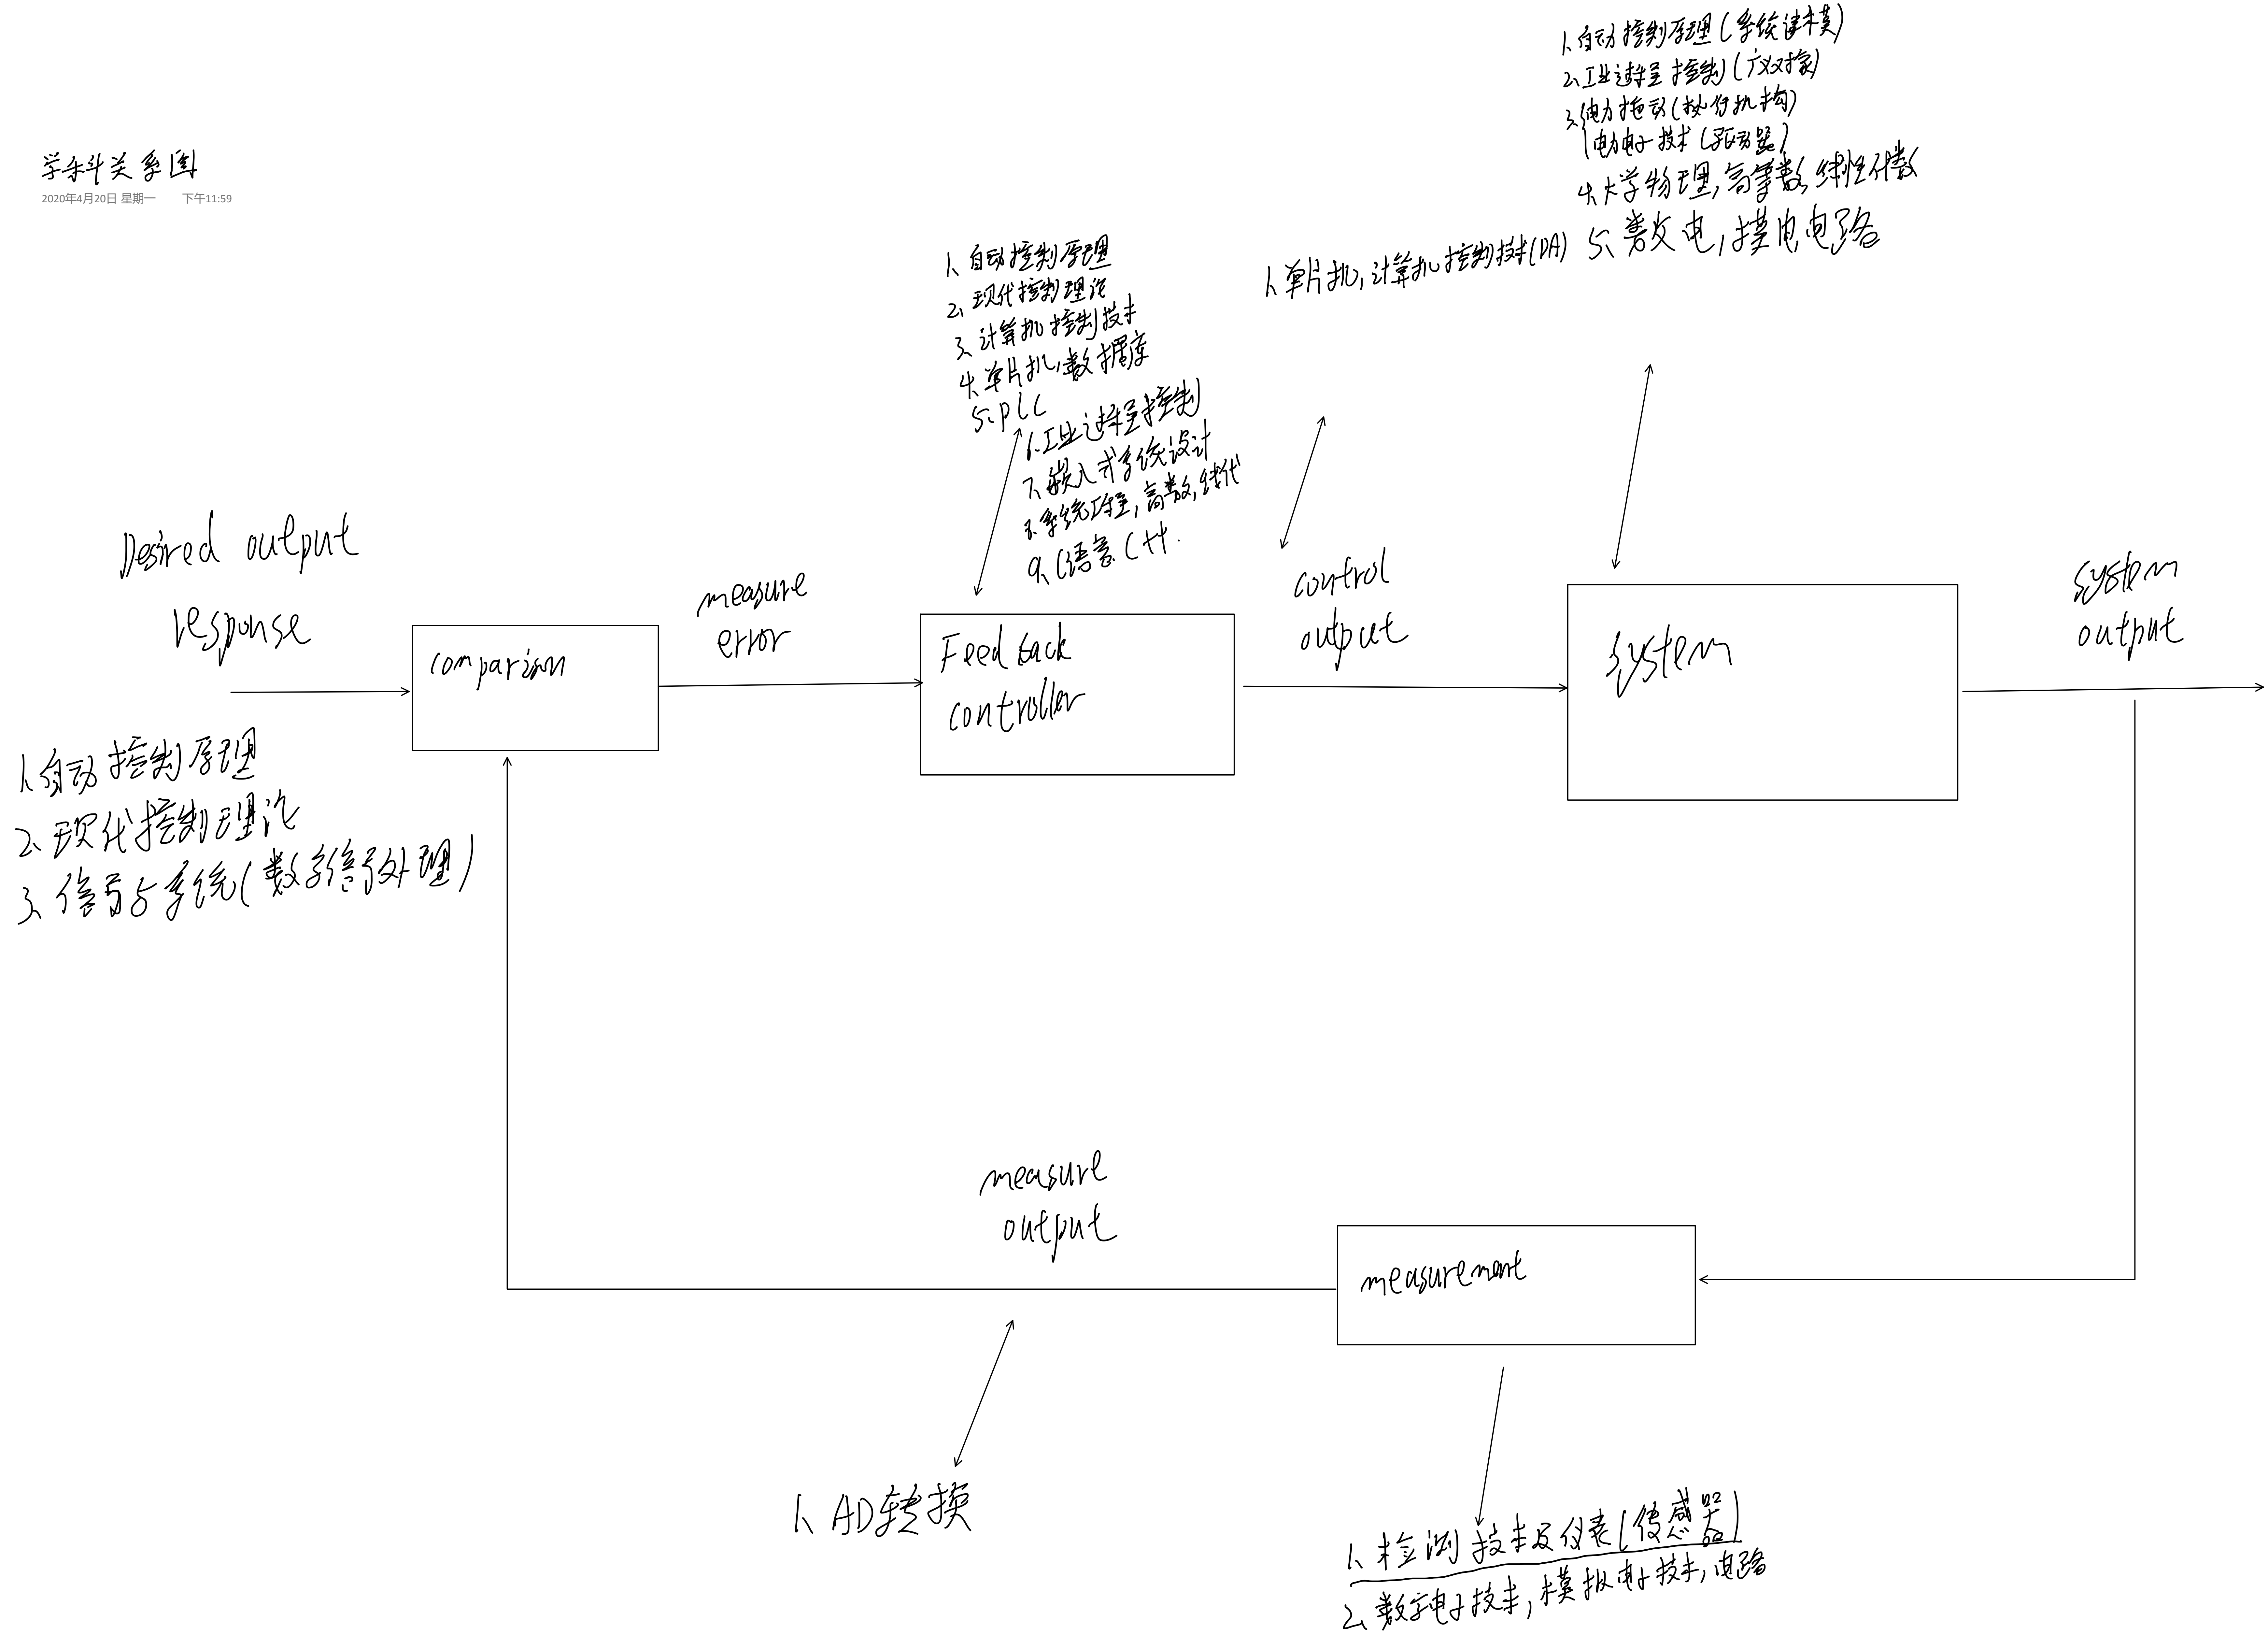 学科关系图
2020年4月20日 星期一 下午11:59
1、自动控制原理(系统建模)
2、工业过程控制(广义对象)
3、电力拖动(执行机构)
电力电子技术(驱动器)
4、大学物理,高等数,线性代数
5、数电,模电,电路
1、单片机,计算机控制技术(DA)
1、自动控制原理
2、现代控制理论
3、计算机控制技术
4、单片机,数据库
5、plc
6、工业过程控制
7、嵌入式系统设计
8、系统工程,高数,线代
9、C语言 C++.
Desired output
response
measure
error
control
output
system
output
comparison
Feedback
controller
system
1、自动控制原理
2、现代控制理论
3、信号与系统(数字信号处理)
measure
output
measurement
1、AD转换
1、检测技术及仪表(传感器)
2、数字电子技术,模拟电子技术,电路